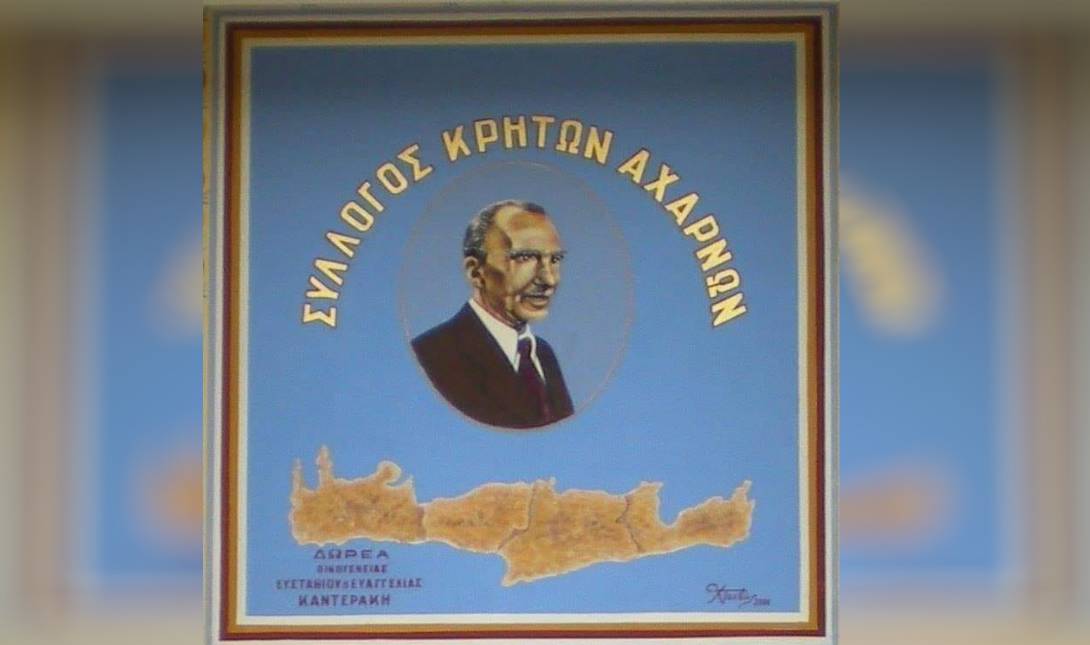 ΣΥΛΛΟΓΟΣ ΚΡΗΤΩΝ ΑΧΑΡΝΩΝ
ΔΩΡΕΑ
ΟΙΚΟΓΕΝΕΙΑΣ
ΕΥΣΤΑΘΙΟΥ & ΕΥΑΓΓΕΛΙΑΣ
ΚΑΝΤΕΡΑΚΗ